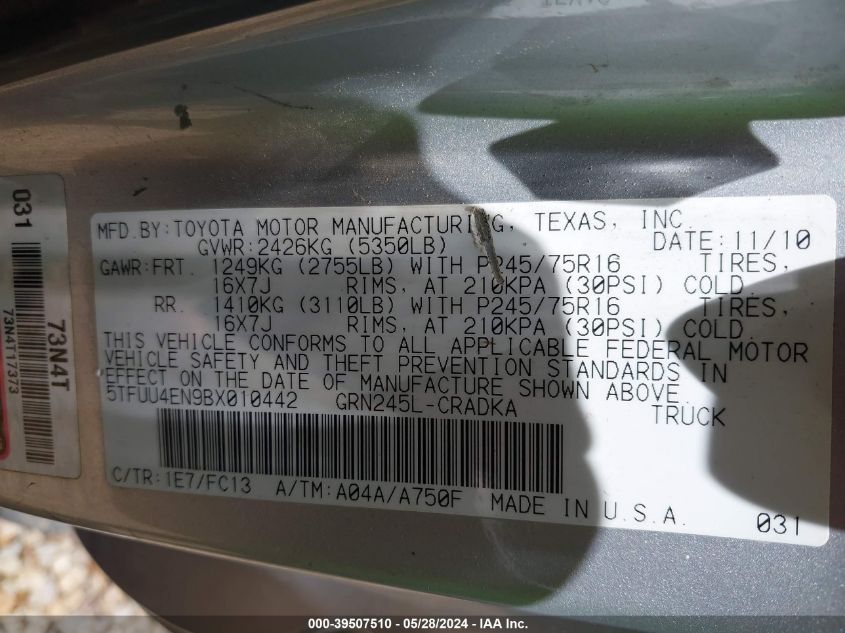 MFD.BY:TOYOTA MOTOR MANUFACTURING, TEXAS, INC.
GVWR:2426KG (5350LB) DATE:11/10
GAWR:FRT. 1249KG (2755LB) WITH P245/75R16 TIRES,
16X7J RIMS, AT 210KPA (30PSI) COLD.
RR. 1410KG (3110LB) WITH P245/75R16 TIRES,
16X7J RIMS, AT 210KPA (30PSI) COLD.
THIS VEHICLE CONFORMS TO ALL APPLICABLE FEDERAL MOTOR
VEHICLE SAFETY AND THEFT PREVENTION STANDARDS IN
EFFECT ON THE DATE OF MANUFACTURE SHOWN ABOVE.
5TFUU4EN9BX010442 GRN245L-CRADKA TRUCK
C/TR:1E7/FC13 A/TM:A04A/A750F MADE IN U.S.A.
031
031
73N4T
73N4T17373
000-39507510 - 05/28/2024 - IAA Inc.